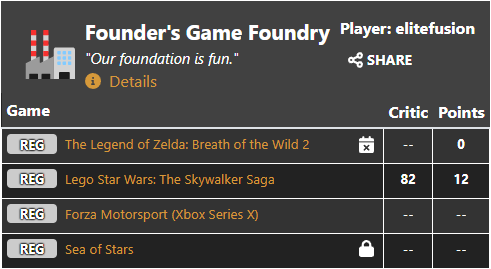 Founder's Game Foundry
Player: elitefusion
"Our foundation is fun."
SHARE
Details
Game Critic Points
REG The Legend of Zelda: Breath of the Wild 2 -- 0
REG Lego Star Wars: The Skywalker Saga 82 12
REG Forza Motorsport (Xbox Series X) -- --
REG Sea of Stars -- --